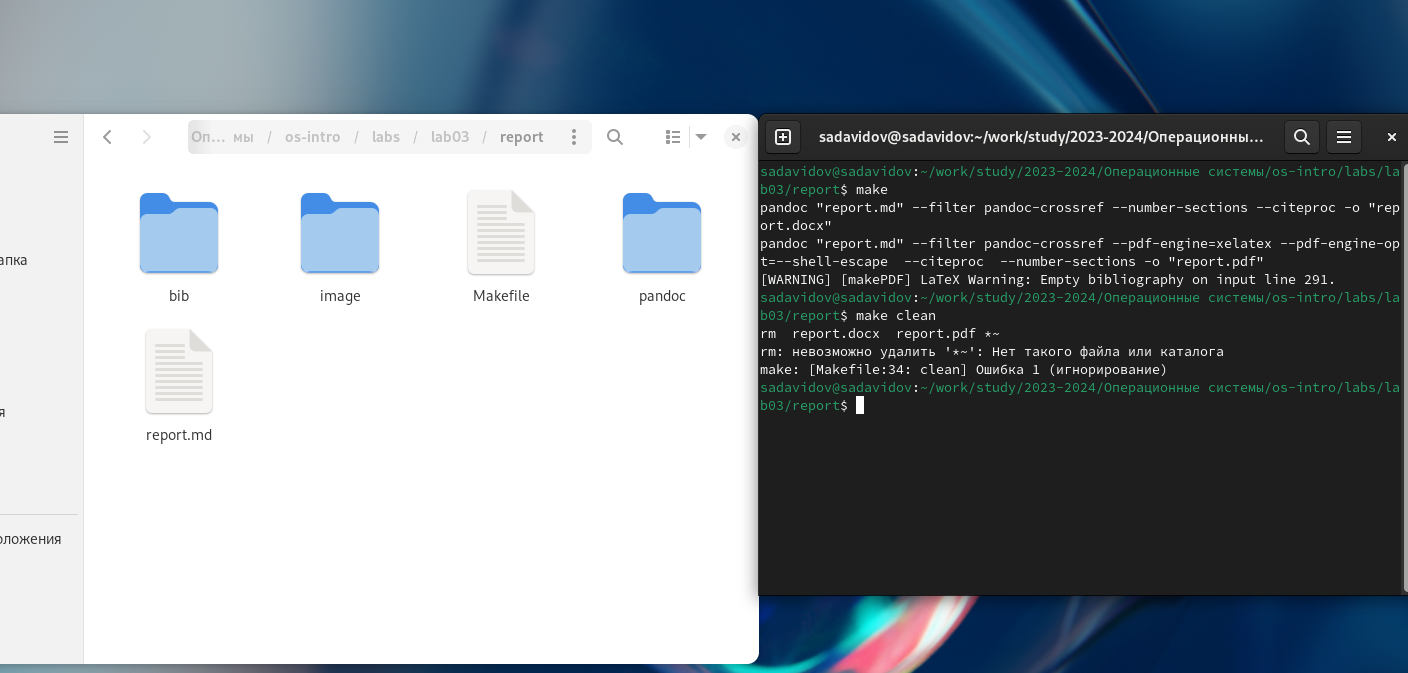 Оп… мы / os-intro / labs / lab03 / report
апка
я
оложения
bib
image
Makefile
pandoc
report.md
sadavidov@sadavidov:~/work/study/2023-2024/Операционны…
sadavidov@sadavidov:~/work/study/2023-2024/Операционные системы/os-intro/labs/la
b03/report$ make
pandoc "report.md" --filter pandoc-crossref --number-sections --citeproc -o "rep
ort.docx"
pandoc "report.md" --filter pandoc-crossref --pdf-engine=xelatex --pdf-engine-op
t=--shell-escape  --citeproc  --number-sections -o "report.pdf"
[WARNING] [makePDF] LaTeX Warning: Empty bibliography on input line 291.
sadavidov@sadavidov:~/work/study/2023-2024/Операционные системы/os-intro/labs/la
b03/report$ make clean
rm  report.docx  report.pdf *~
rm: невозможно удалить '*~': Нет такого файла или каталога
make: [Makefile:34: clean] Ошибка 1 (игнорирование)
sadavidov@sadavidov:~/work/study/2023-2024/Операционные системы/os-intro/labs/la
b03/report$